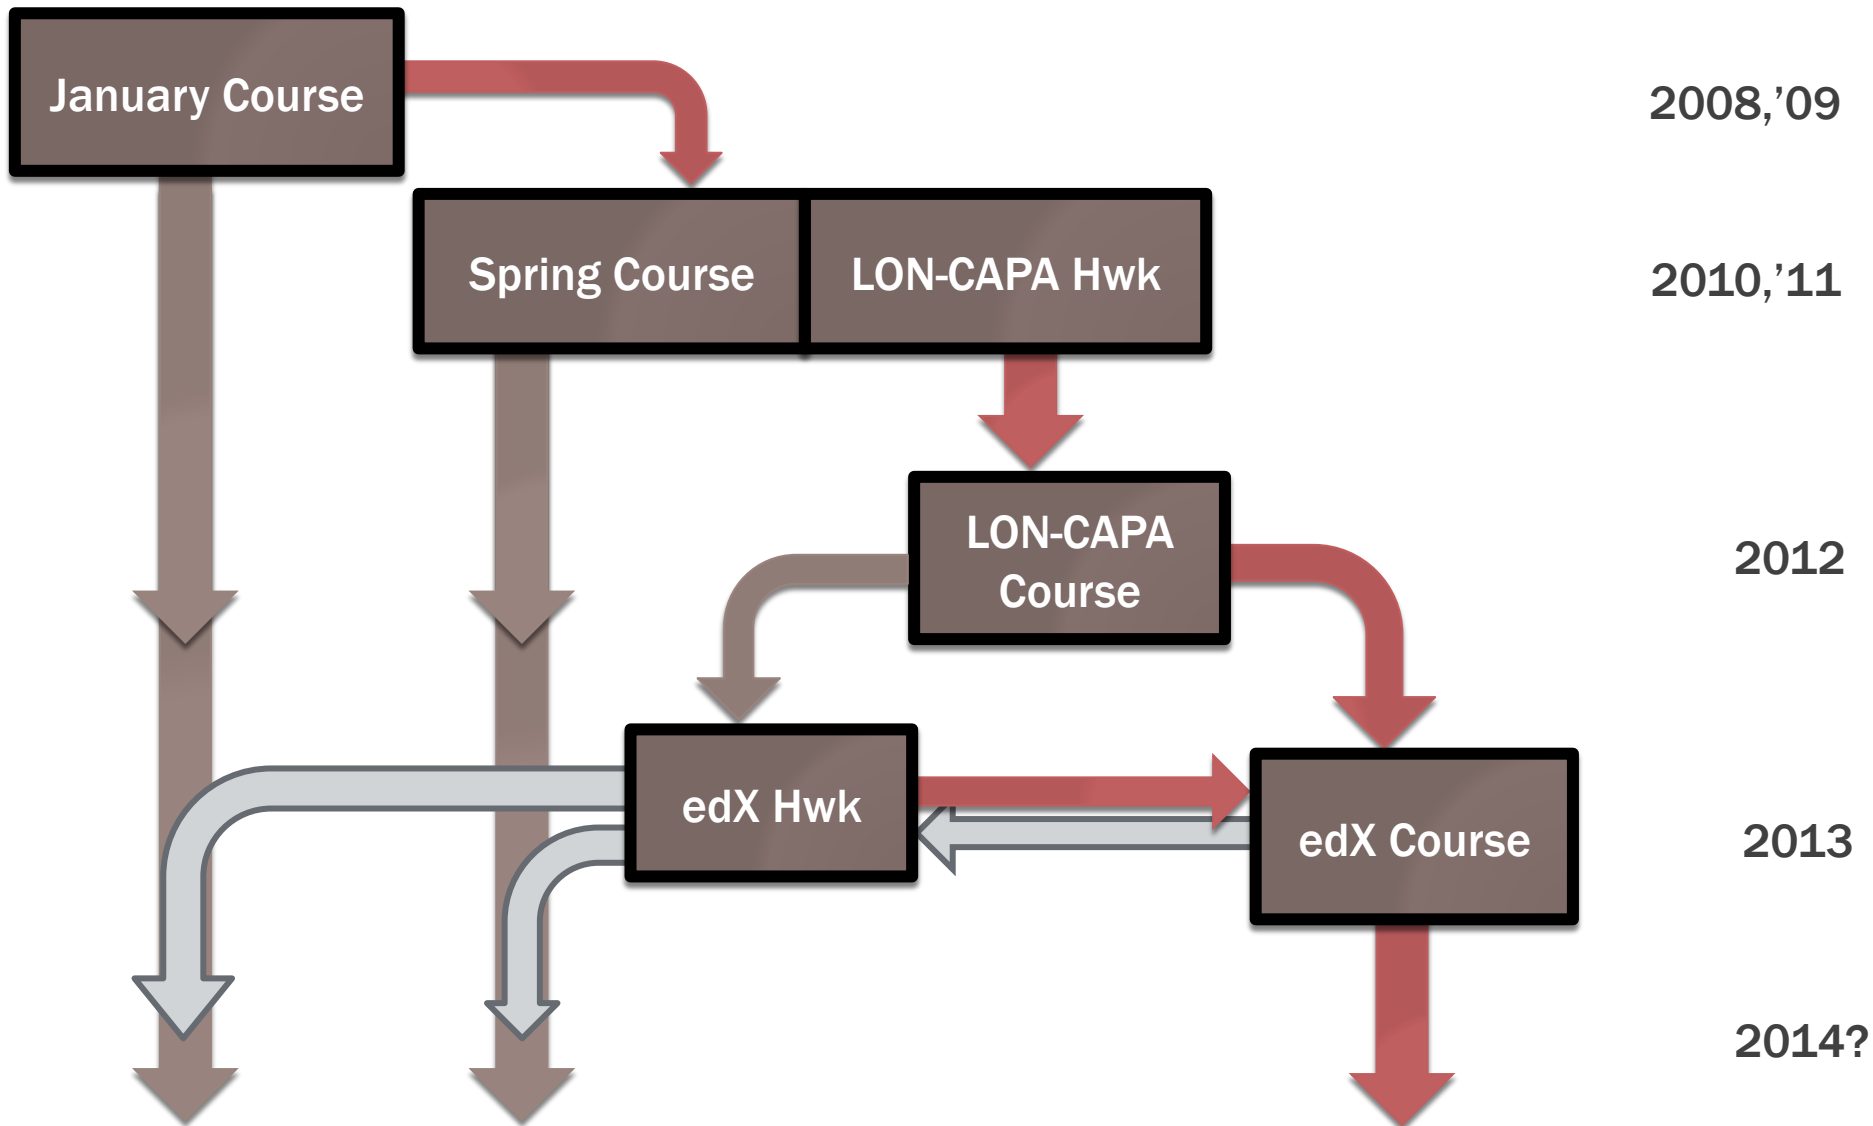 January Course
2008,’09
Spring Course
LON-CAPA Hwk
2010,’11
LON-CAPA
Course
2012
edX Hwk
edX Course
2013
2014?